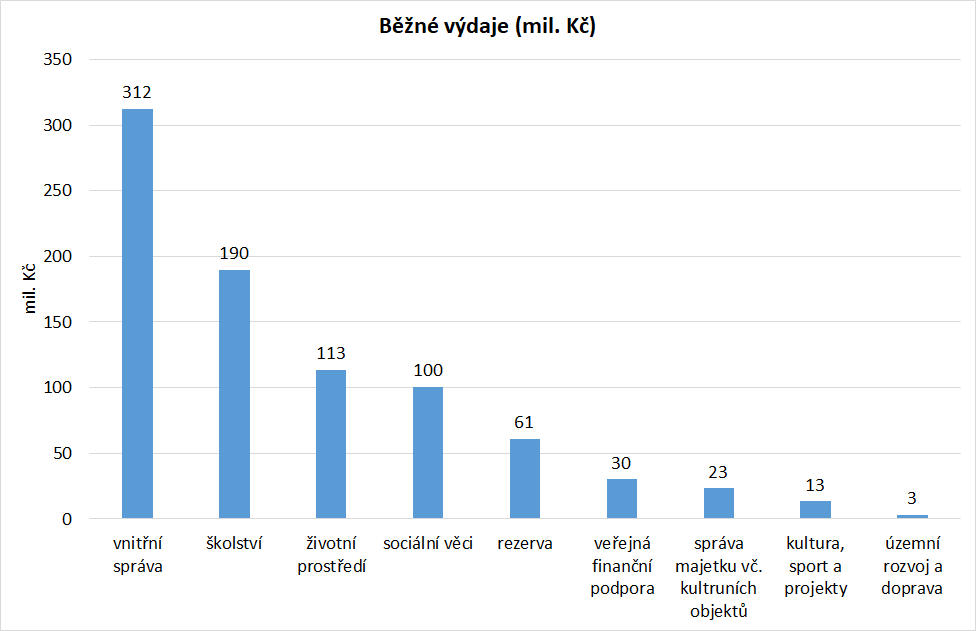 Běžné výdaje (mil. Kč)
350
300
250
200
150
100
50
0
mil. Kč
312
190
113
100
61
30
23
13
3
vnitřní
správa
školství
životní
prostředí
sociální věci
rezerva
veřejná
finanční
podpora
správa
majetku vč.
kultruních
objektů
kultura,
sport a
projekty
územní
rozvoj a
doprava